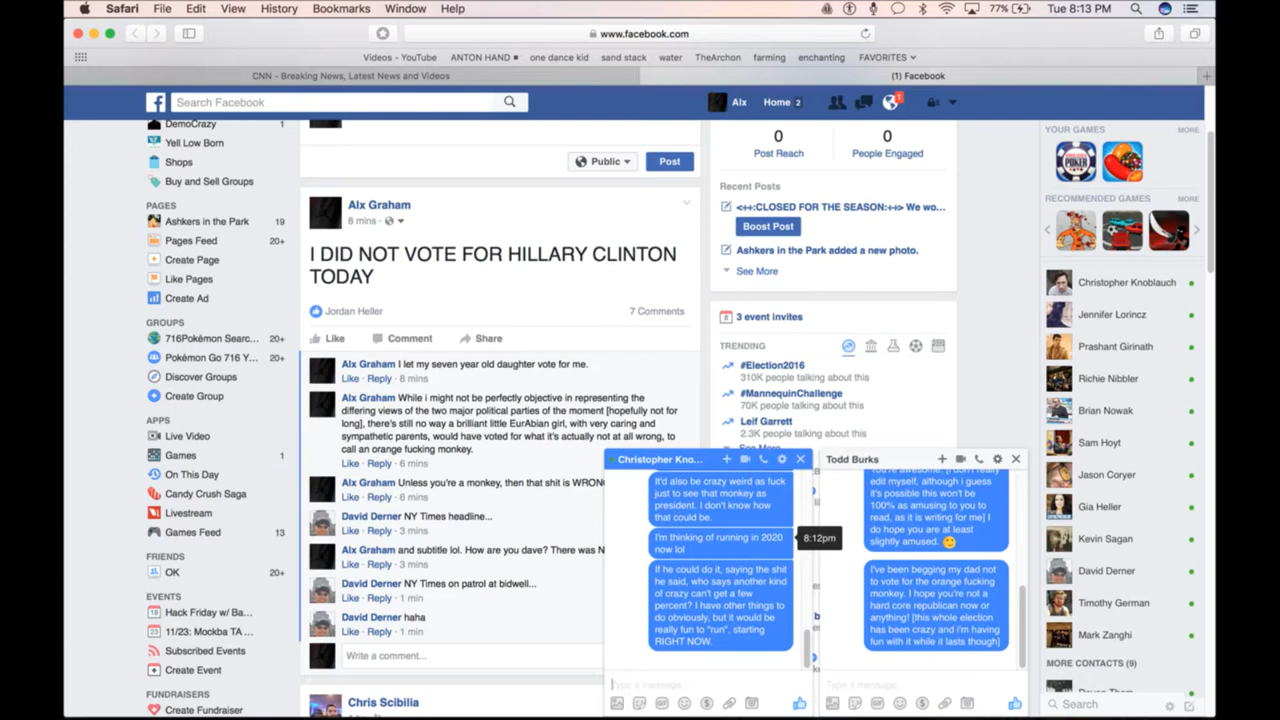 Safari File Edit View History Bookmarks Window Help 77% Tue 8:13 PM
www.facebook.com
Videos - YouTube ANTON HAND one dance kid sand stack water TheArchon farming enchanting FAVORITES
CNN - Breaking News, Latest News and Videos
(1) Facebook
Search Facebook
Alx Home 2 1
DemoCrazy 1
Yell Low Born
Shops
Buy and Sell Groups
PAGES
Ashkers in the Park 19
Pages Feed 20+
Create Page
Like Pages
Create Ad
GROUPS
716Pokémon Searc... 20+
Pokémon Go 716 Y... 20+
Discover Groups
Create Group
APPS
Live Video
Games 20+
On This Day
Candy Crush Saga
Livestream
Games Feed 13
FRIENDS
OK 20+
EVENTS
Hack Friday w/ Ba...
11/23: Mockba TA ...
Subscribed Events
Create Event
FUNDRAISERS
Create Fundraiser
Public Post
Alx Graham
8 mins
I DID NOT VOTE FOR HILLARY CLINTON
TODAY
Jordan Heller 7 Comments
Like Comment Share
Alx Graham I let my seven year old daughter vote for me.
Like · Reply · 8 mins
Alx Graham While i might not be perfectly objective in representing the
differing views of the two major political parties of the moment [hopefully not for
long], there's still no way a brilliant little EurAbian girl, with very caring and
sympathetic parents, would have voted for what it's actually not at all wrong, to
call an orange fucking monkey.
Like · Reply · 6 mins
Alx Graham Unless you're a monkey, then that shit is WRONG
Like · Reply · 6 mins
David Derner NY Times headline...
Like · Reply · 3 mins
Alx Graham and subtitle lol. How are you dave? There was N
Like · Reply · 3 mins
David Derner NY Times on patrol at bidwell...
Like · Reply · 1 min
David Derner haha
Like · Reply · 1 min
Write a comment...
Chris Scibilia
0 0
Post Reach People Engaged
Recent Posts
<++:CLOSED FOR THE SEASON:++> We wo...
Boost Post
Ashkers in the Park added a new photo.
See More
3 event invites
TRENDING
#Election2016
310K people talking about this
#MannequinChallenge
70K people talking about this
Leif Garrett
2.3K people talking about this
Christopher Kno...
It'd also be crazy weird as fuck
just to see that monkey as
president. I don't know how
that could be.
I'm thinking of running in 2020
now lol
8:12pm
If he could do it, saying the shit
he said, who says another kind
of crazy can't get a few
percent? I have other things to
do obviously, but it would be
really fun to "run", starting
RIGHT NOW.
Type a message...
Todd Burks
You're awesome. [I don't really
edit myself, although i guess
it's possible this won't be
100% as amusing to you to
read, as it is writing for me] I
do hope you are at least
slightly amused.
I've been begging my dad not
to vote for the orange fucking
monkey. I hope you're not a
hard core republican now or
anything! [this whole election
has been crazy and i'm having
fun with it while it lasts though]
Type a message...
YOUR GAMES MORE
RECOMMENDED GAMES MORE
Christopher Knoblauch
Jennifer Lorincz
Prashant Girinath
Richie Nibbler
Brian Nowak
Sam Hoyt
Jason Coryer
Gia Heller
Kevin Sagan
David Derner
Timothy German
Mark Zanghi
MORE CONTACTS (9)
Search